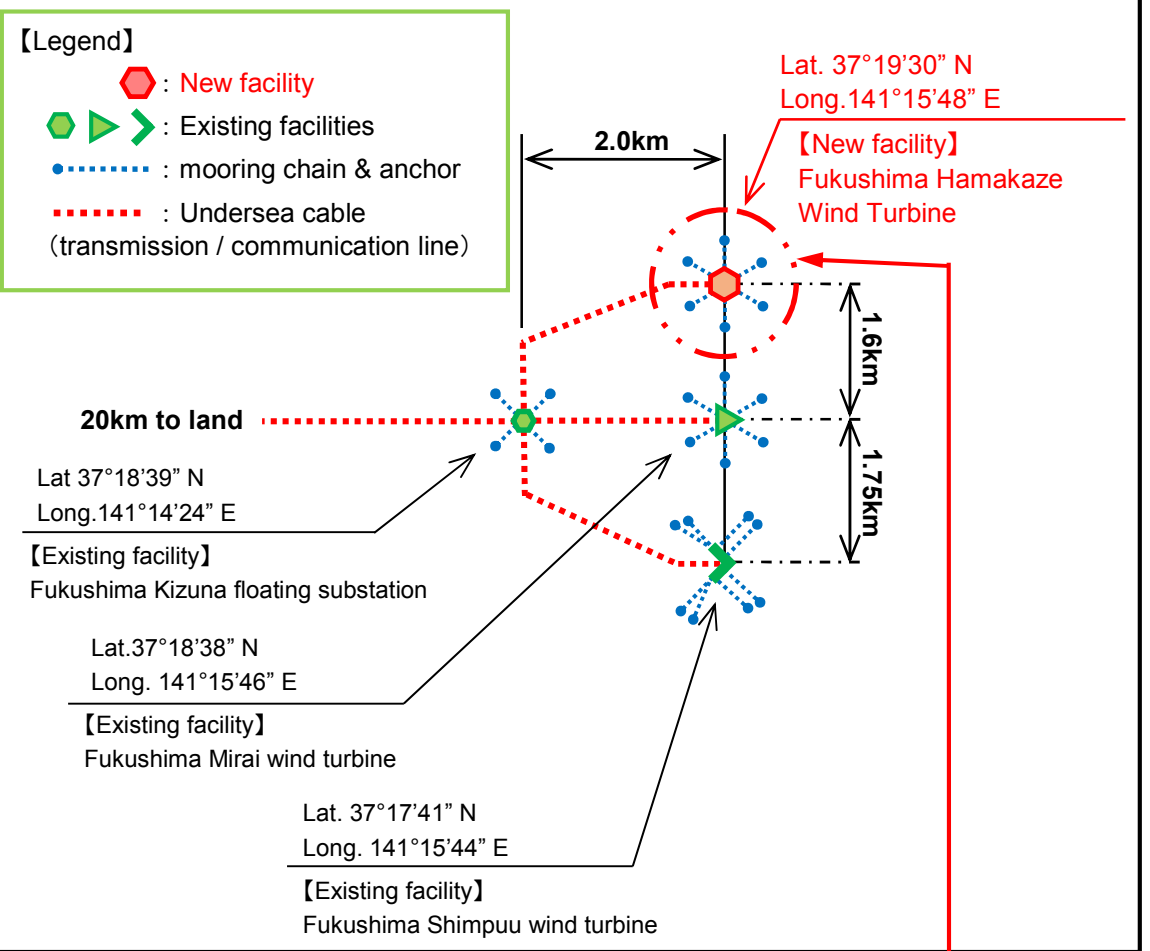 【Legend】
: New facility
: Existing facilities
: mooring chain & anchor
: Undersea cable
（transmission / communication line）
Lat. 37°19’30” N
Long.141°15’48” E
【New facility】
Fukushima Hamakaze
Wind Turbine
2.0km
1.6km
20km to land
1.75km
Lat 37°18’39” N
Long.141°14’24” E
【Existing facility】
Fukushima Kizuna floating substation
Lat.37°18’38” N
Long. 141°15’46” E
【Existing facility】
Fukushima Mirai wind turbine
Lat. 37°17’41” N
Long. 141°15’44” E
【Existing facility】
Fukushima Shimpuu wind turbine